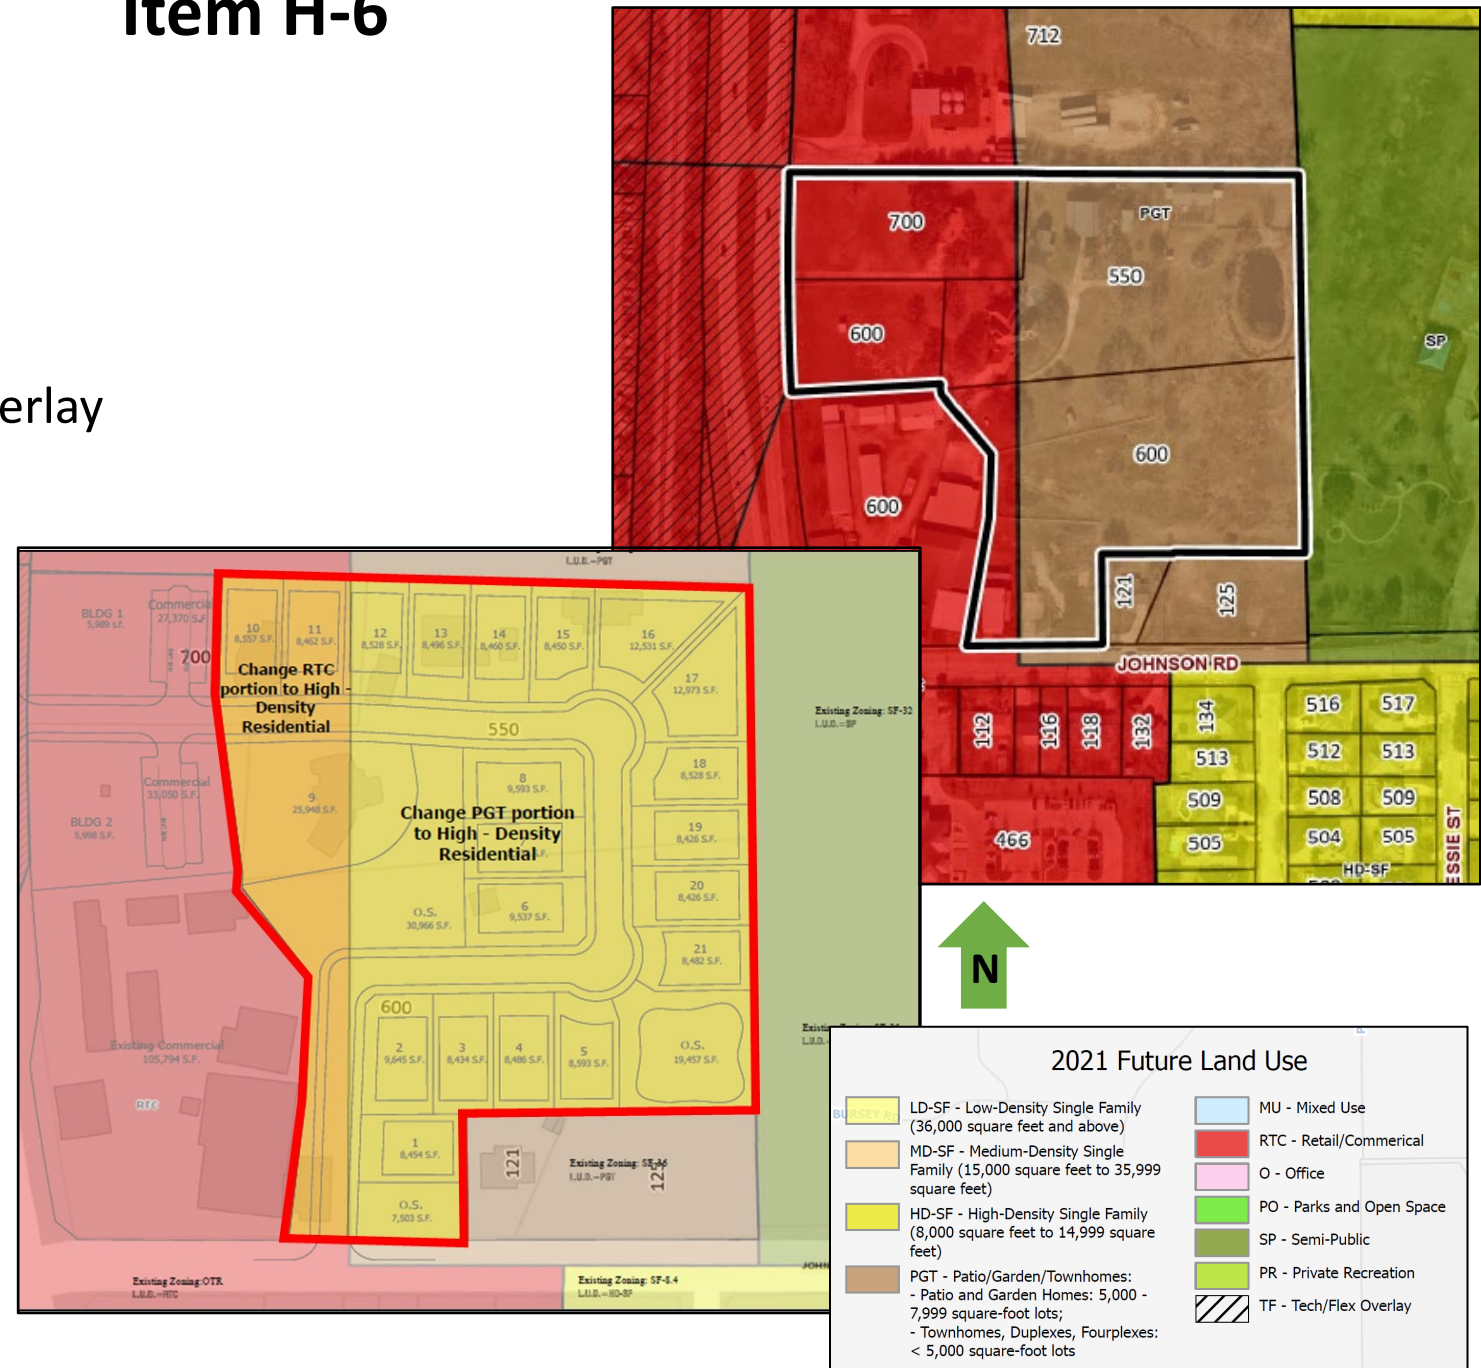 Item H-6
erlay
712
700
PGT
550
600
SP
600
600
121
125
JOHNSON RD
112
116
118
132
134
516
517
513
512
513
509
508
509
466
505
504
505
HD-SF
ESSIE ST
L.U.D.=PGT
BLDG 1
5,989 s.f.
Commercial
27,370 S.F
700
10
8,557 S.F.
11
8,462 S.F.
12
8,528 S.F.
13
8,496 S.F.
14
8,460 S.F.
15
8,450 S.F.
16
12,531 S.F.
Change RTC
portion to High -
Density
Residential
17
12,973 S.F.
550
Existing Zoning: SF-32
L.U.D.=SP
Commercial
33,050 S.F.
BLDG 2
5,998 S.F.
9
25,948 S.F.
8
9,593 S.F.
18
8,528 S.F.
Change PGT portion
to High - Density
Residential
19
8,426 S.F.
20
8,426 S.F.
O.S.
30,966 S.F.
6
9,537 S.F.
21
8,482 S.F.
600
2
9,645 S.F.
3
8,434 S.F.
4
8,486 S.F.
5
8,593 S.F.
O.S.
19,457 S.F.
Existing Commercial
105,794 S.F.
RTC
1
8,454 S.F.
O.S.
7,503 S.F.
121
Existing Zoning: SF-36
L.U.D.=PGT
JOHN
Existing Zoning:OTR
L.U.D.=RTC
Existing Zoning: SF-8.4
L.U.D.=HD-SF
N
2021 Future Land Use
BURSEY RD
LD-SF - Low-Density Single Family
(36,000 square feet and above)
MD-SF - Medium-Density Single
Family (15,000 square feet to 35,999
square feet)
HD-SF - High-Density Single Family
(8,000 square feet to 14,999 square
feet)
PGT - Patio/Garden/Townhomes:
- Patio and Garden Homes: 5,000 -
7,999 square-foot lots;
- Townhomes, Duplexes, Fourplexes:
< 5,000 square-foot lots
MU - Mixed Use
RTC - Retail/Commerical
O - Office
PO - Parks and Open Space
SP - Semi-Public
PR - Private Recreation
TF - Tech/Flex Overlay